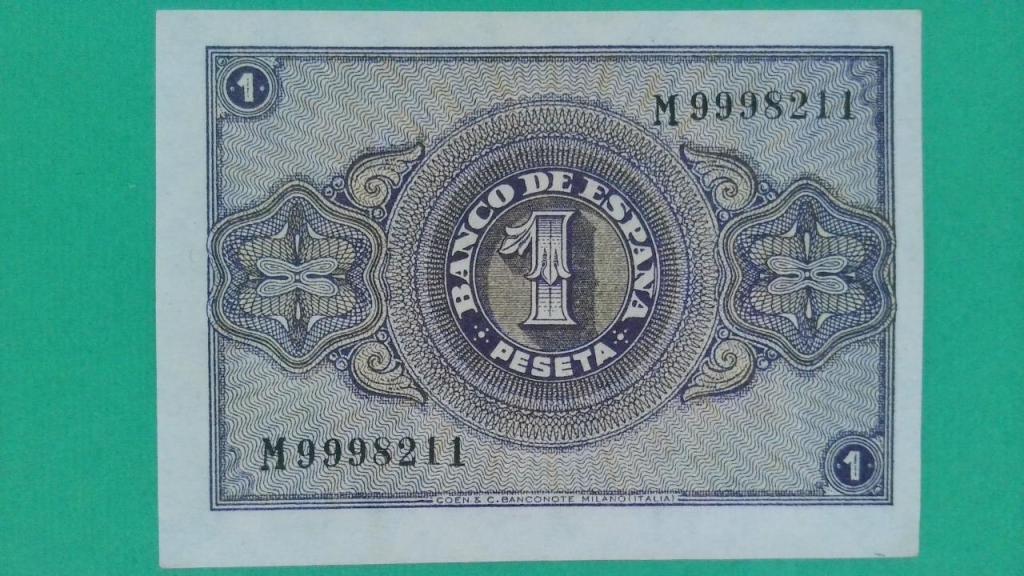 1
M9998211
BANCO DE ESPAÑA
1
PESETA
M9998211
1
COEN & C. BANCONOTE MILANO (ITALIA)